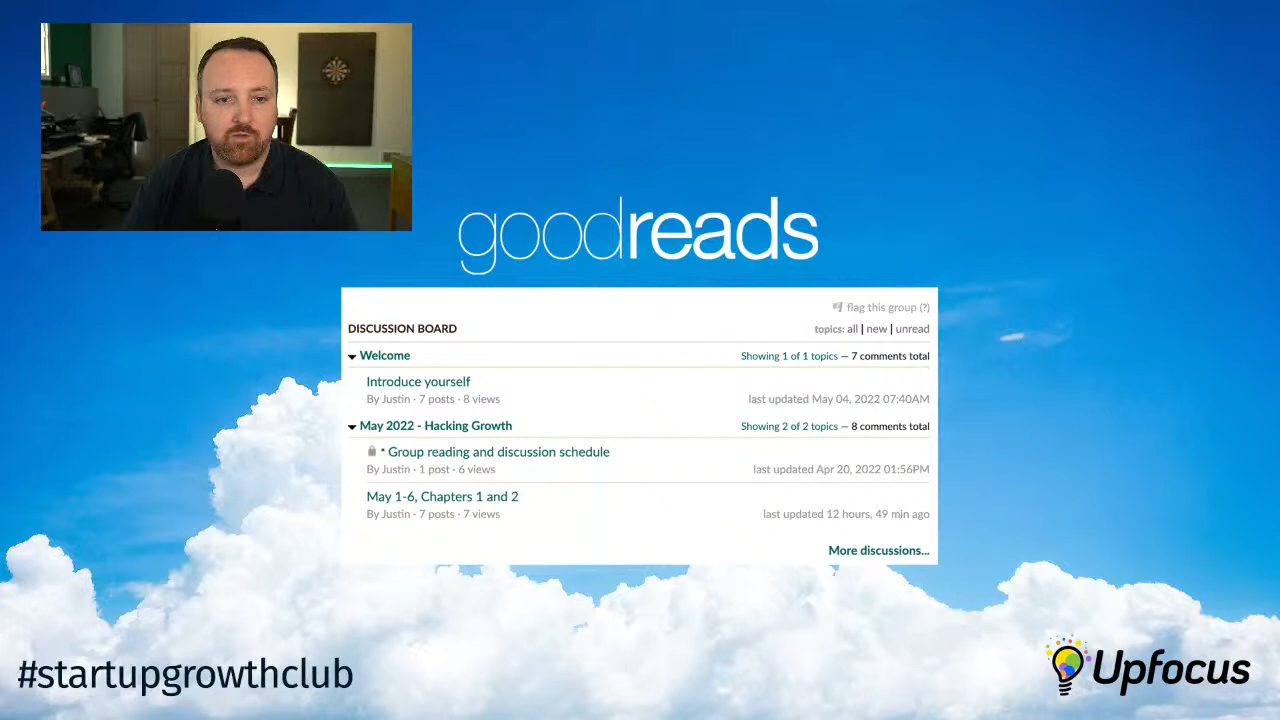 goodreads
flag this group (?)
DISCUSSION BOARD topics: all | new | unread
Welcome Showing 1 of 1 topics — 7 comments total
Introduce yourself
By Justin · 7 posts · 8 views last updated May 04, 2022 07:40AM
May 2022 - Hacking Growth Showing 2 of 2 topics — 8 comments total
* Group reading and discussion schedule
By Justin · 1 post · 6 views last updated Apr 20, 2022 01:56PM
May 1-6, Chapters 1 and 2
By Justin · 7 posts · 7 views last updated 12 hours, 49 min ago
More discussions...
#startupgrowthclub
Upfocus